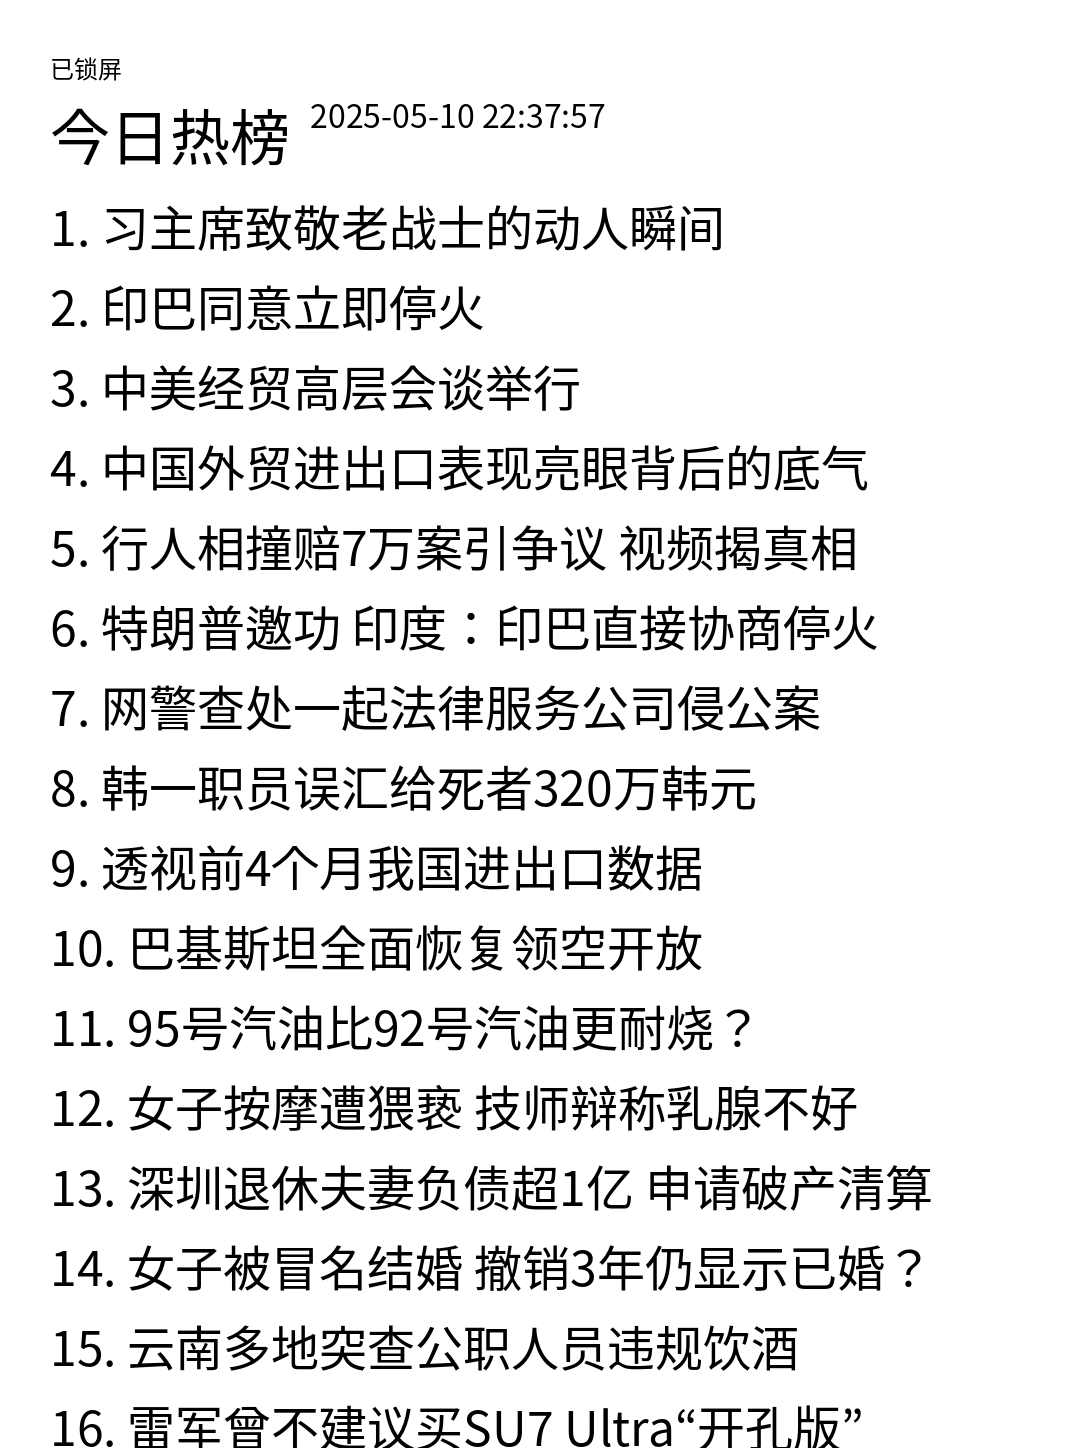 已锁屏
今日热榜 2025-05-10 22:37:57
1. 习主席致敬老战士的动人瞬间
2. 印巴同意立即停火
3. 中美经贸高层会谈举行
4. 中国外贸进出口表现亮眼背后的底气
5. 行人相撞赔7万案引争议 视频揭真相
6. 特朗普邀功 印度：印巴直接协商停火
7. 网警查处一起法律服务公司侵公案
8. 韩一职员误汇给死者320万韩元
9. 透视前4个月我国进出口数据
10. 巴基斯坦全面恢复领空开放
11. 95号汽油比92号汽油更耐烧？
12. 女子按摩遭猥亵 技师辩称乳腺不好
13. 深圳退休夫妻负债超1亿 申请破产清算
14. 女子被冒名结婚 撤销3年仍显示已婚？
15. 云南多地突查公职人员违规饮酒
16. 雷军曾不建议买SU7 Ultra“开孔版”